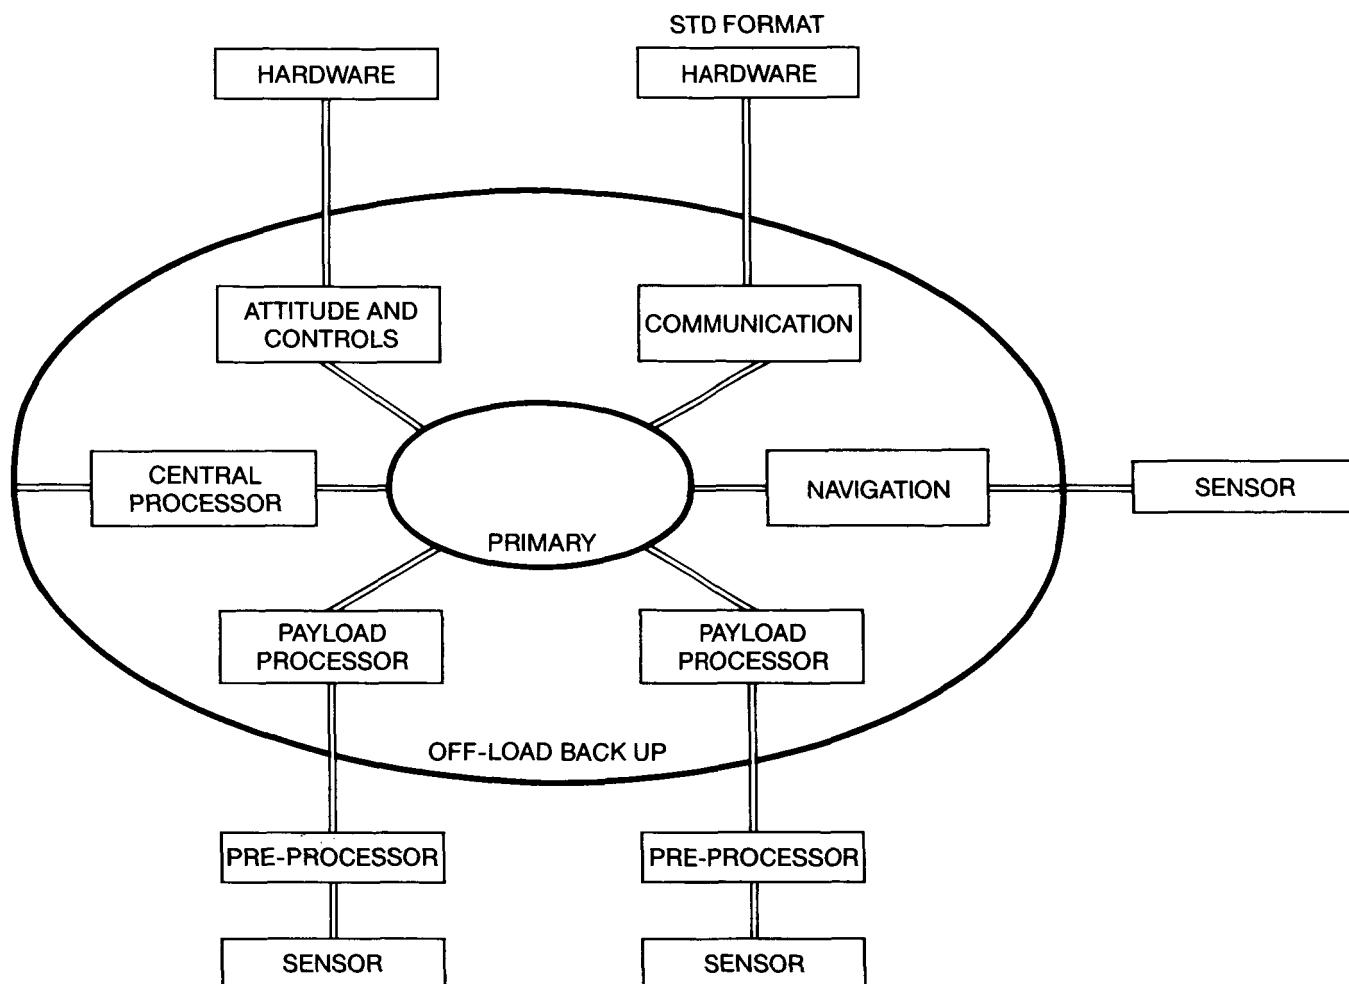 STD FORMAT
HARDWARE
HARDWARE
ATTITUDE AND
CONTROLS
COMMUNICATION
CENTRAL
PROCESSOR
NAVIGATION
SENSOR
PRIMARY
PAYLOAD
PROCESSOR
PAYLOAD
PROCESSOR
OFF-LOAD BACK UP
PRE-PROCESSOR
PRE-PROCESSOR
SENSOR
SENSOR